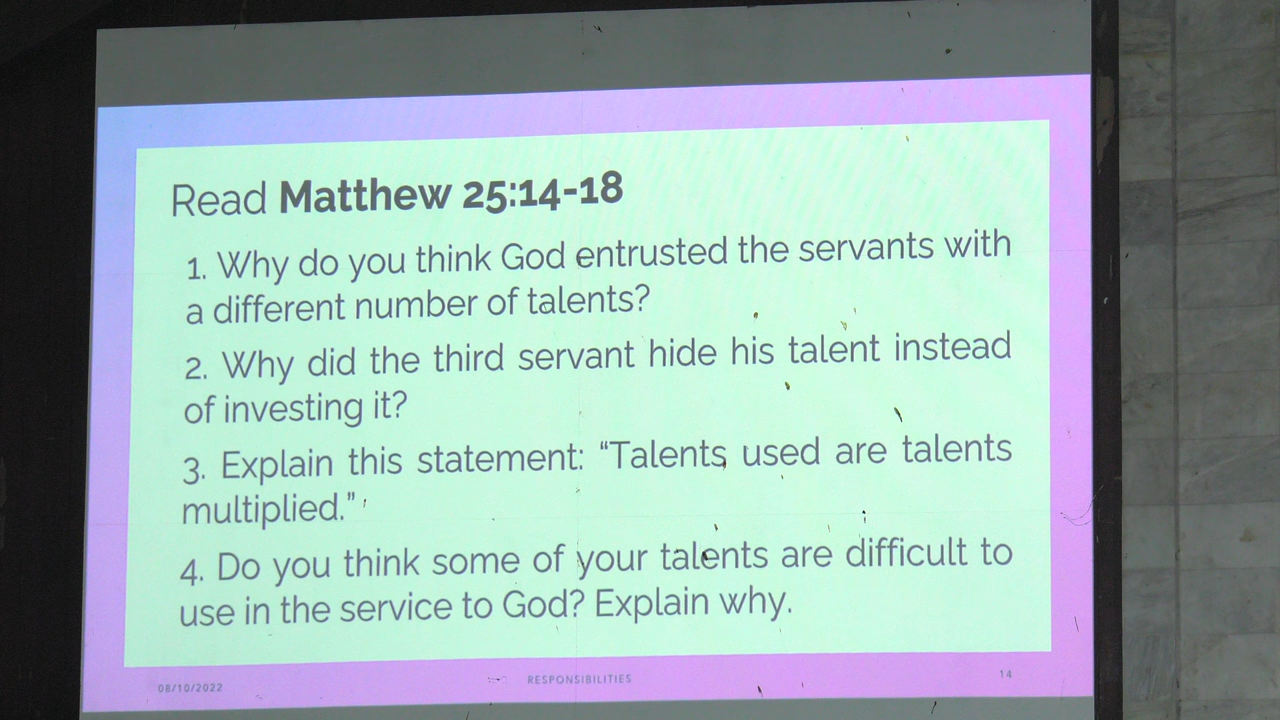 Read Matthew 25:14-18
1. Why do you think God entrusted the servants with
a different number of talents?
2. Why did the third servant hide his talent instead
of investing it?
3. Explain this statement: “Talents used are talents
multiplied.”
4. Do you think some of your talents are difficult to
use in the service to God? Explain why.
08/10/2022
RESPONSIBILITIES
14